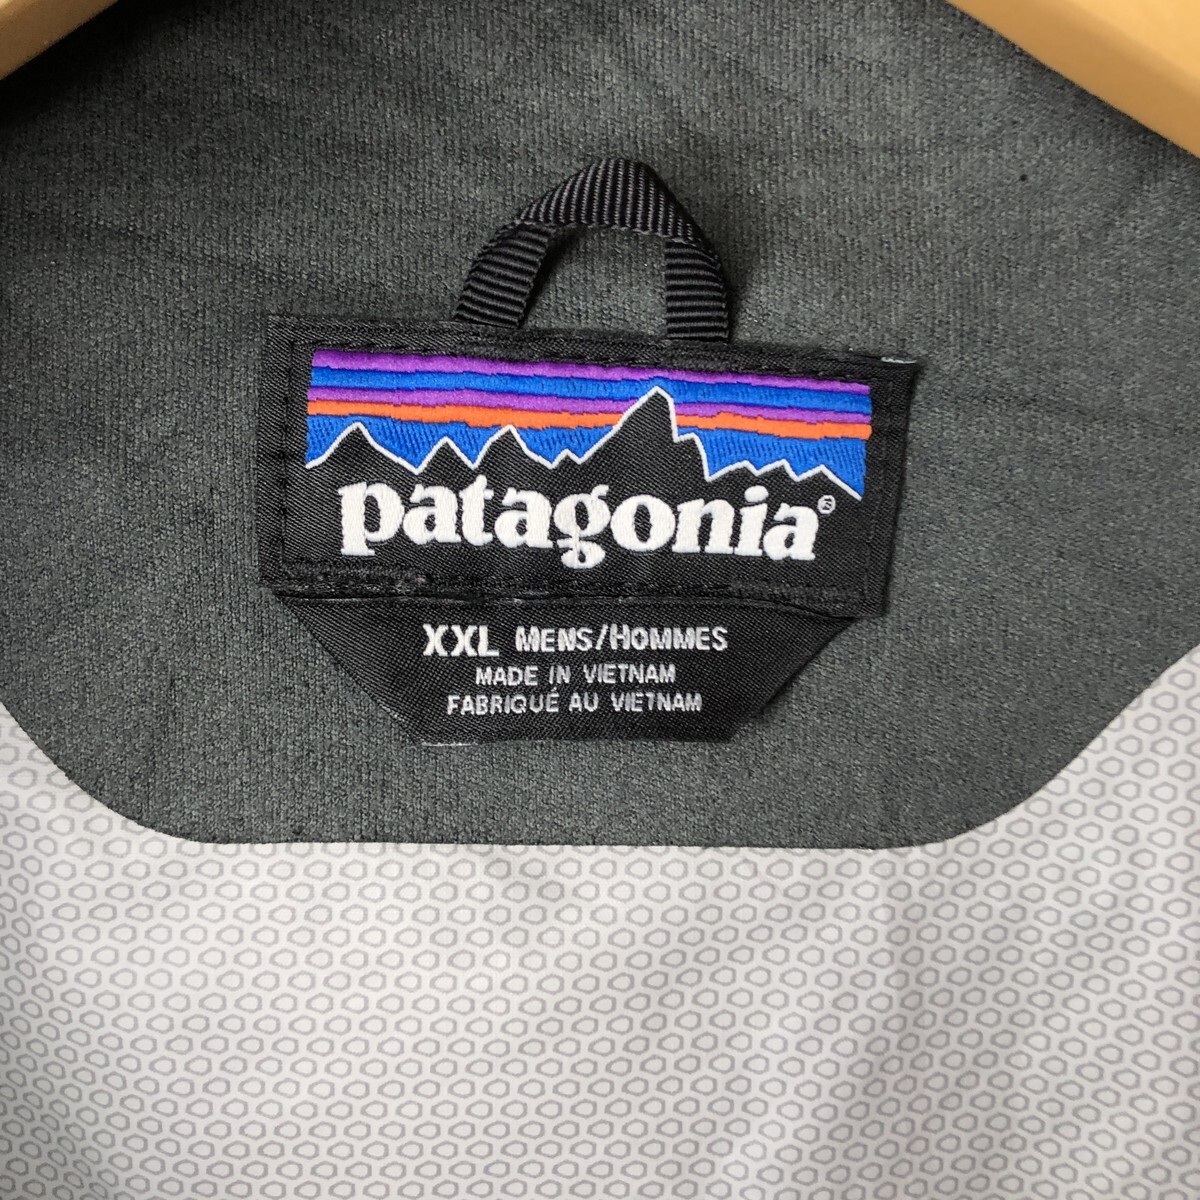 patagonia®
XXL MENS/HOMMES
MADE IN VIETNAM
FABRIQUÉ AU VIETNAM